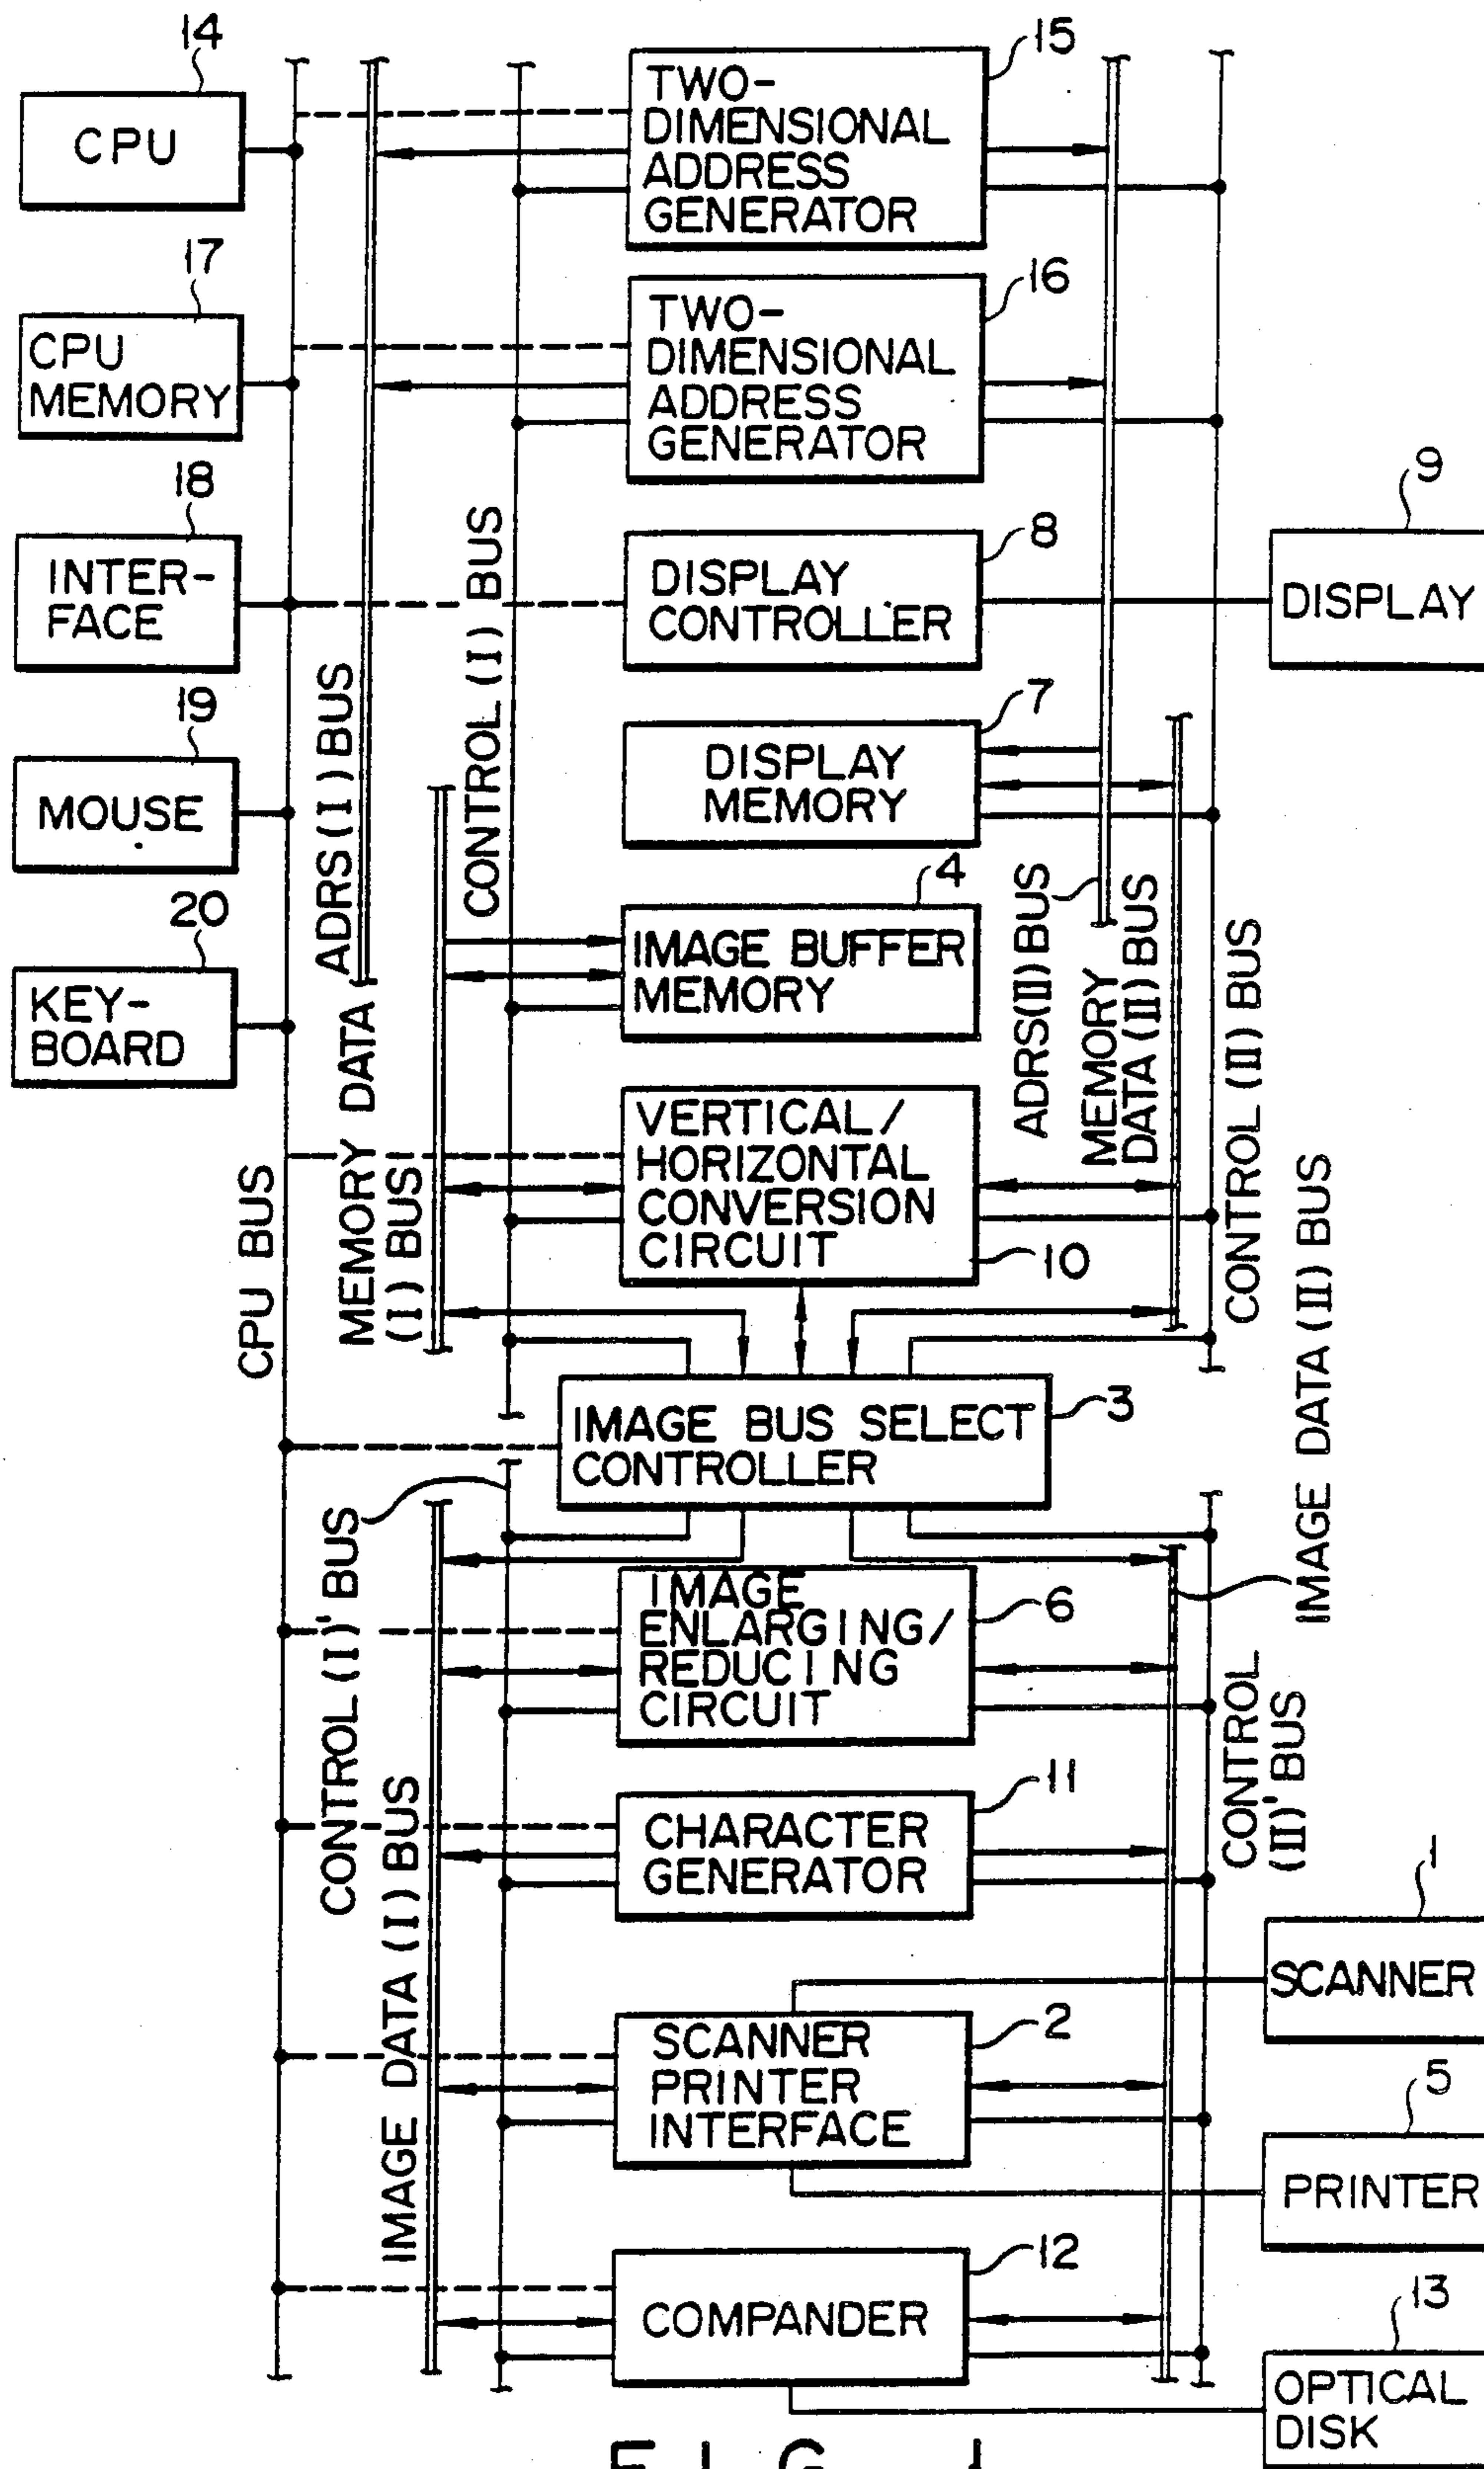 14
CPU
17
CPU
MEMORY
18
INTER-
FACE
19
MOUSE
20
KEY-
BOARD
CPU BUS
ADRS (I) BUS
MEMORY DATA
(I) BUS
CONTROL (I) BUS
15
TWO-
DIMENSIONAL
ADDRESS
GENERATOR
16
TWO-
DIMENSIONAL
ADDRESS
GENERATOR
8
DISPLAY
CONTROLLER
9
DISPLAY
7
DISPLAY
MEMORY
4
IMAGE BUFFER
MEMORY
ADRS(II) BUS
MEMORY
DATA (II) BUS
CONTROL (II) BUS
VERTICAL/
HORIZONTAL
CONVERSION
CIRCUIT
10
IMAGE DATA (II) BUS
3
IMAGE BUS SELECT
CONTROLLER
CONTROL (I)' BUS
IMAGE DATA (I) BUS
6
IMAGE
ENLARGING/
REDUCING
CIRCUIT
CONTROL
(II)' BUS
11
CHARACTER
GENERATOR
1
SCANNER
2
SCANNER
PRINTER
INTERFACE
5
PRINTER
12
COMPANDER
13
OPTICAL
DISK
FIG. 1